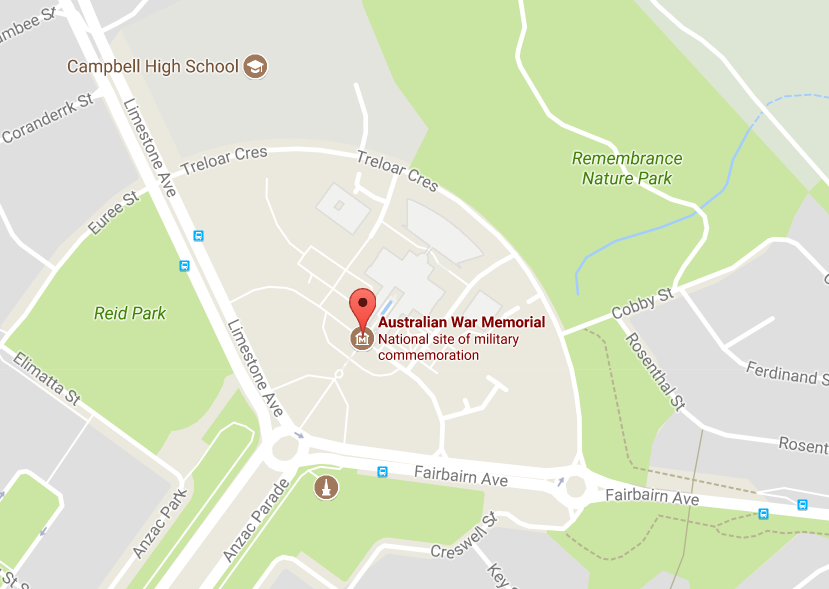 Campbell High School
Coranderrk St
Limestone Ave
Treloar Cres
Treloar Cres
Remembrance
Nature Park
Euree St
Reid Park
Cobby St
Limestone Ave
Australian War Memorial
National site of military
commemoration
Rosenthal St
Elimatta St
Ferdinand S
Rosent
Fairbairn Ave
Fairbairn Ave
Anzac Park
Anzac Parade
Creswell St
Key